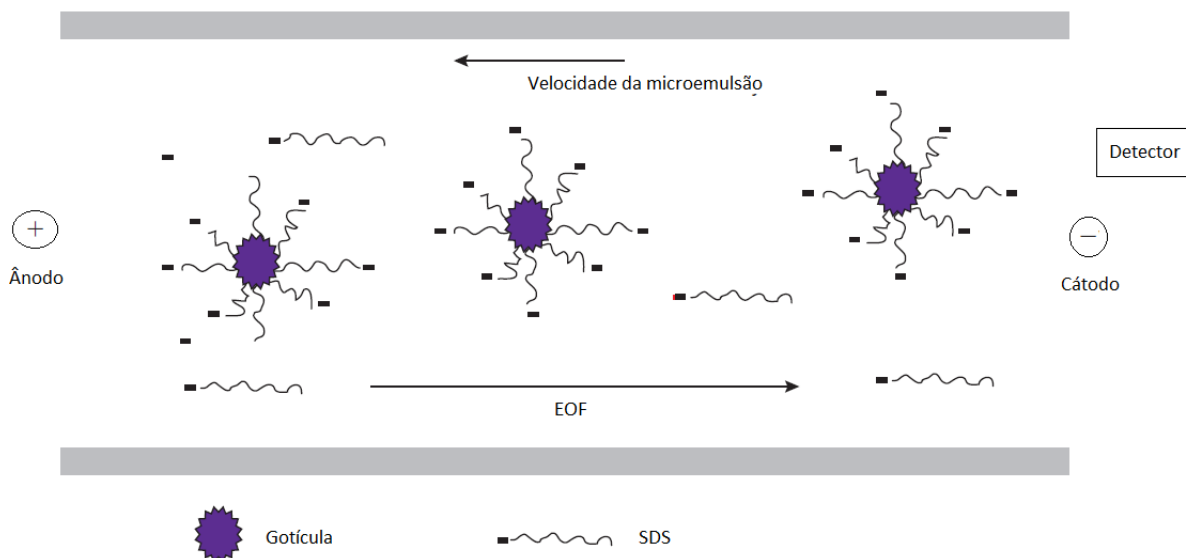 Velocidade da microemulsão
Detector
+
−
Ânodo
Cátodo
EOF
Gotícula
SDS